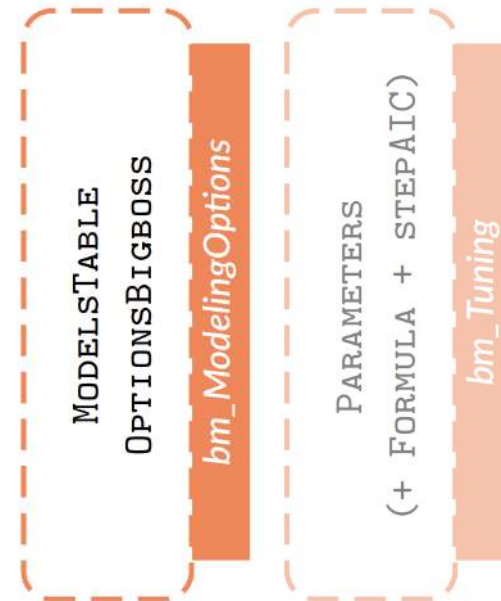 MODELSTABLE
OPTIONSBIGBOSS
bm_ModelingOptions
PARAMETERS
(+ FORMULA + STEPAIC)
bm_Tuning